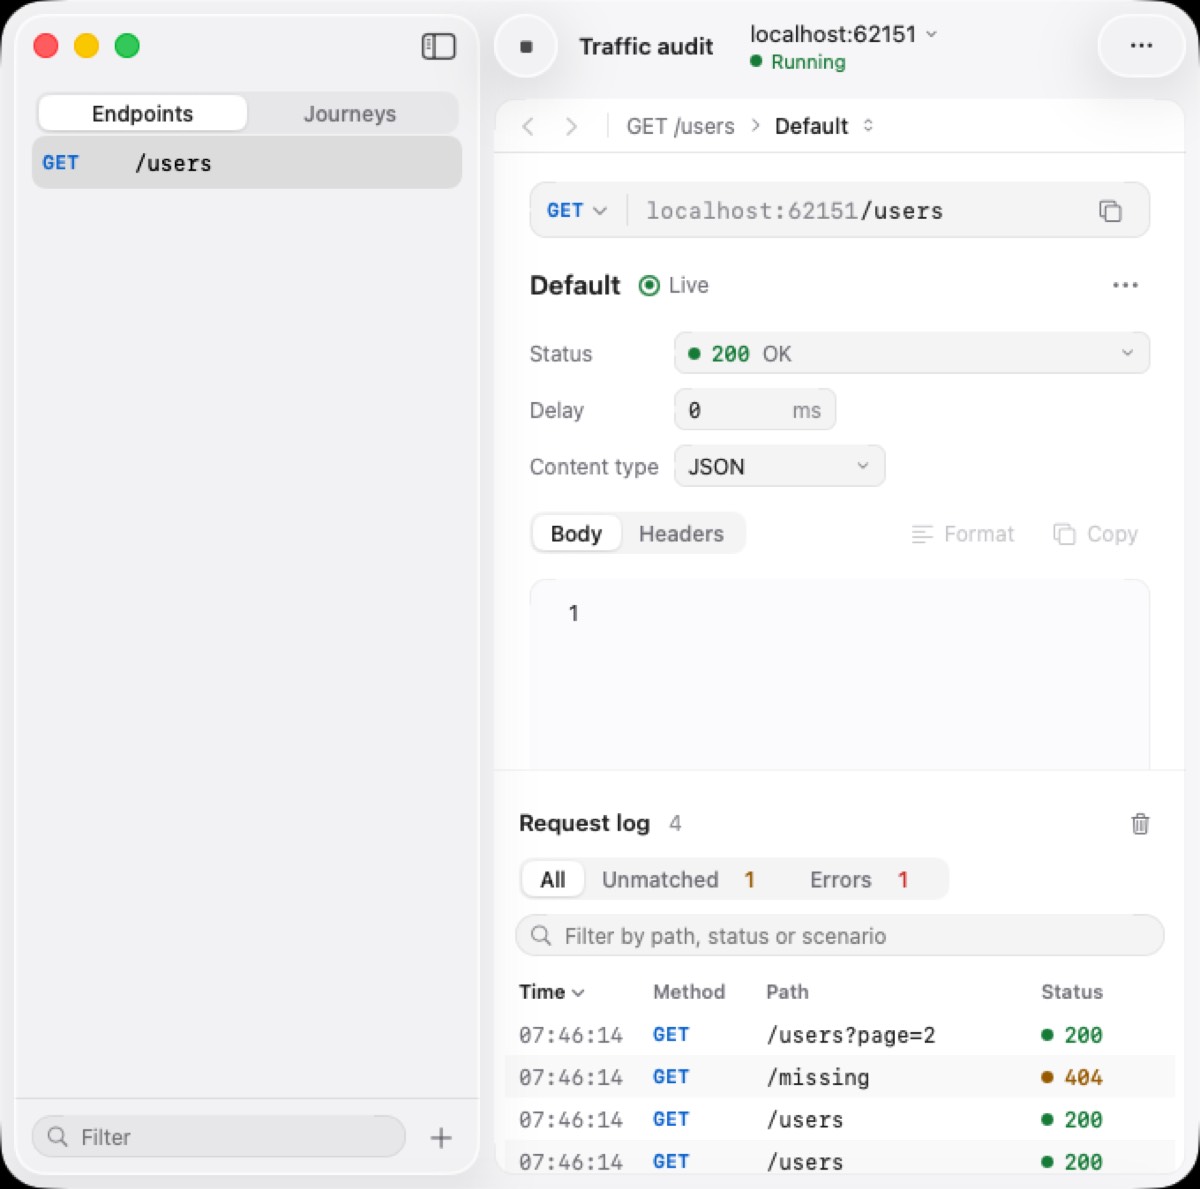 Endpoints Journeys
GET /users
Filter
Traffic audit
localhost:62151
Running
GET /users Default
GET localhost:62151/users
Default Live
Status 200 OK
Delay 0 ms
Content type JSON
Body Headers Format Copy
1
Request log 4
All Unmatched 1 Errors 1
Filter by path, status or scenario
Time Method Path Status
07:46:14 GET /users?page=2 200
07:46:14 GET /missing 404
07:46:14 GET /users 200
07:46:14 GET /users 200